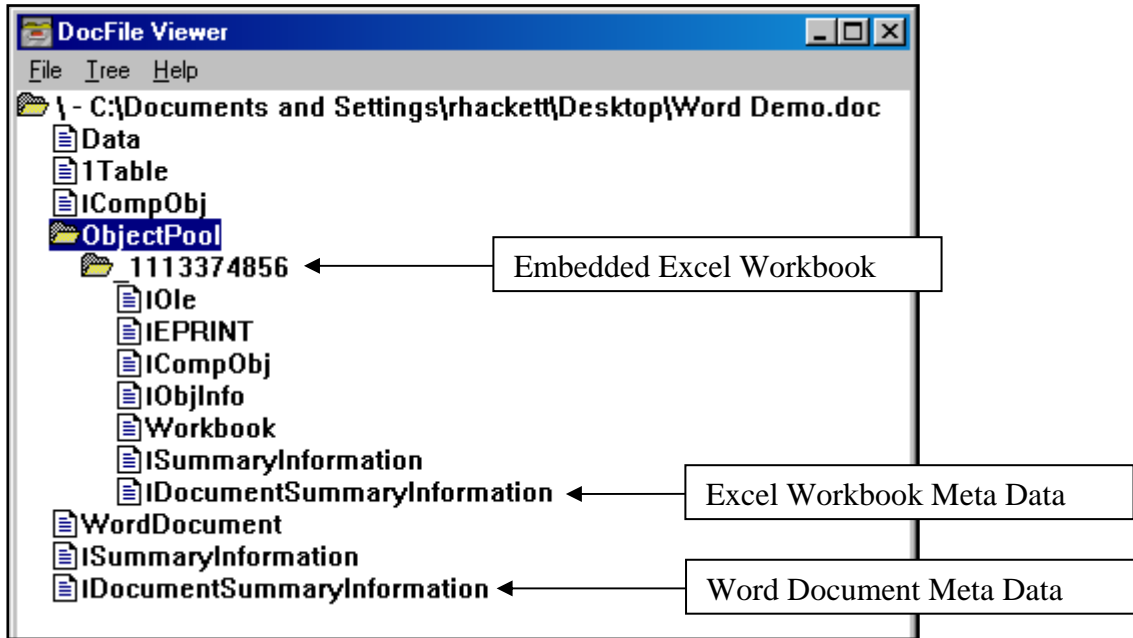 DocFile Viewer
File Tree Help
\ - C:\Documents and Settings\rhackett\Desktop\Word Demo.doc
Data
1Table
ICompObj
ObjectPool
_1113374856
Embedded Excel Workbook
IOle
IEPRINT
ICompObj
IObjInfo
Workbook
ISummaryInformation
IDocumentSummaryInformation
Excel Workbook Meta Data
WordDocument
ISummaryInformation
IDocumentSummaryInformation
Word Document Meta Data